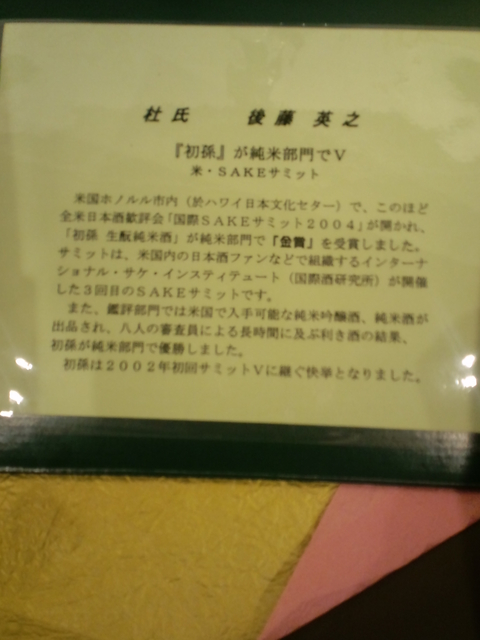 杜氏　後藤 英之
『初孫』が純米部門でV
米・SAKEサミット
米国ホノルル市内（於ハワイ日本文化セター）で、このほど
全米日本酒歓評会「国際SAKEサミット2004」が開かれ、
「初孫 生酛純米酒」が純米部門で『金賞』を受賞しました。
サミットは、米国内の日本酒ファンなどで組織するインターナ
ショナル・サケ・インスティテュート（国際酒研究所）が開催
した3回目のSAKEサミットです。
また、鑑評部門では米国で入手可能な純米吟醸酒、純米酒が
出品され、八人の審査員による長時間に及ぶ利き酒の結果、
初孫が純米部門で優勝しました。
初孫は2002年初回サミットVに継ぐ快挙となりました。